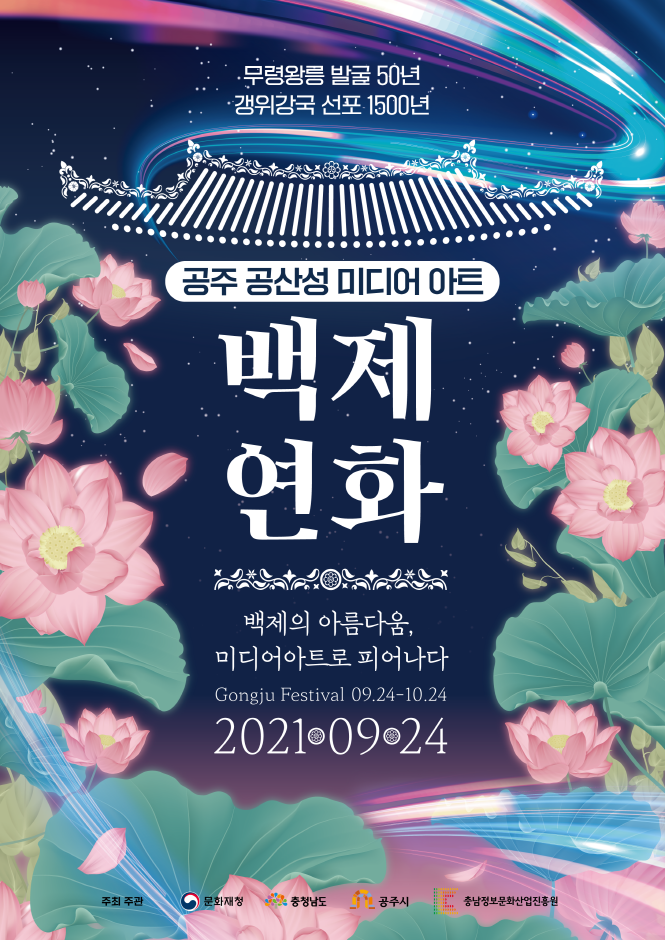 무령왕릉 발굴 50년
갱위강국 선포 1500년
공주 공산성 미디어 아트
백제
연화
백제의 아름다움,
미디어아트로 피어나다
Gongju Festival 09.24-10.24
2021 09 24
주최 주관 문화재청 충청남도 공주시 충남정보문화산업진흥원